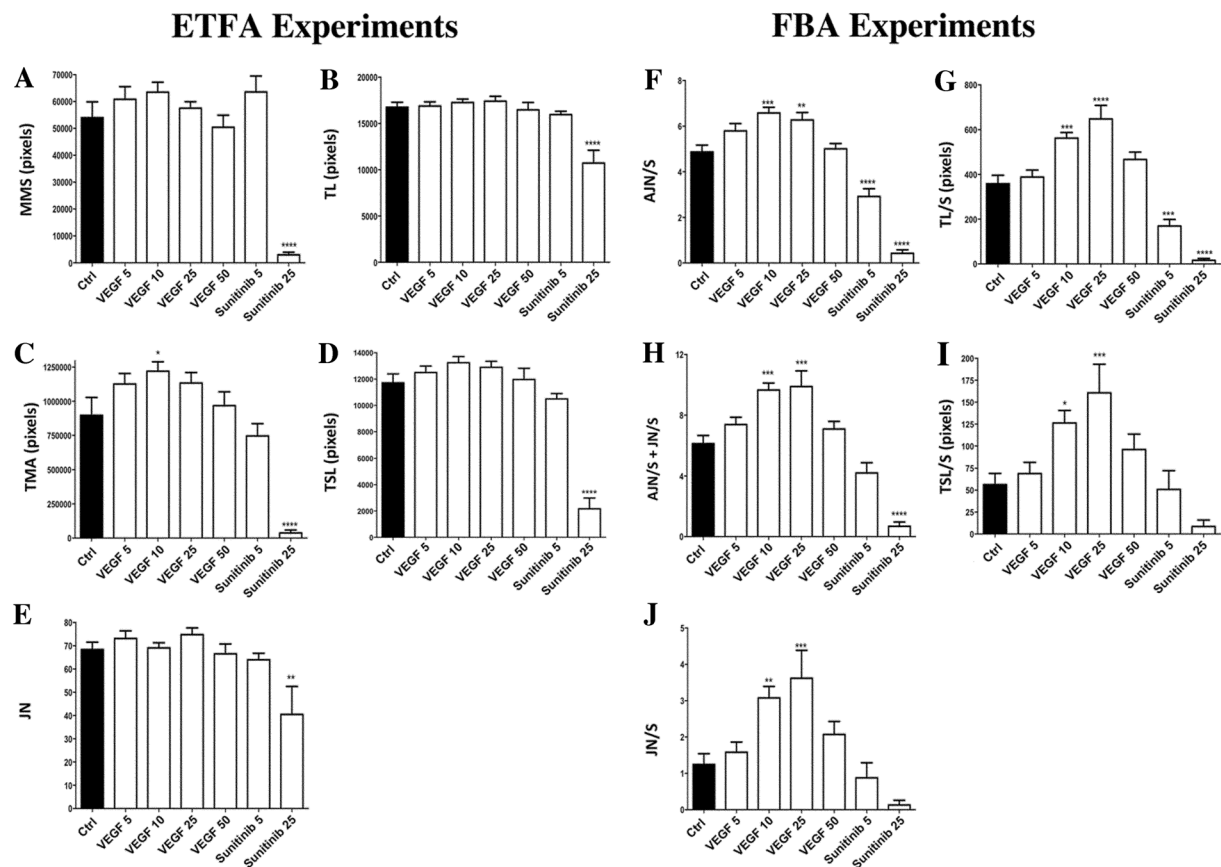 ETFA Experiments
FBA Experiments
A
MMS (pixels)
70000
60000
50000
40000
30000
20000
10000
0
****
Ctrl
VEGF 5
VEGF 10
VEGF 25
VEGF 50
Sunitinib 5
Sunitinib 25
B
TL (pixels)
20000
15000
10000
5000
0
****
Ctrl
VEGF 5
VEGF 10
VEGF 25
VEGF 50
Sunitinib 5
Sunitinib 25
F
AJN/S
8
6
4
2
0
***
**
****
****
Ctrl
VEGF 5
VEGF 10
VEGF 25
VEGF 50
Sunitinib 5
Sunitinib 25
G
TL/S (pixels)
800
600
400
200
0
***
****
***
****
Ctrl
VEGF 5
VEGF 10
VEGF 25
VEGF 50
Sunitinib 5
Sunitinib 25
C
TMA (pixels)
1250000
1000000
750000
500000
250000
0
*
****
Ctrl
VEGF 5
VEGF 10
VEGF 25
VEGF 50
Sunitinib 5
Sunitinib 25
D
TSL (pixels)
14000
12000
10000
8000
6000
4000
2000
0
****
Ctrl
VEGF 5
VEGF 10
VEGF 25
VEGF 50
Sunitinib 5
Sunitinib 25
H
AJN/S + JN/S
12
8
4
0
***
***
****
Ctrl
VEGF 5
VEGF 10
VEGF 25
VEGF 50
Sunitinib 5
Sunitinib 25
I
TSL/S (pixels)
200
175
150
125
100
75
50
25
0
*
***
Ctrl
VEGF 5
VEGF 10
VEGF 25
VEGF 50
Sunitinib 5
Sunitinib 25
E
JN
80
70
60
50
40
30
20
10
0
**
Ctrl
VEGF 5
VEGF 10
VEGF 25
VEGF 50
Sunitinib 5
Sunitinib 25
J
JN/S
5
4
3
2
1
0
**
***
Ctrl
VEGF 5
VEGF 10
VEGF 25
VEGF 50
Sunitinib 5
Sunitinib 25